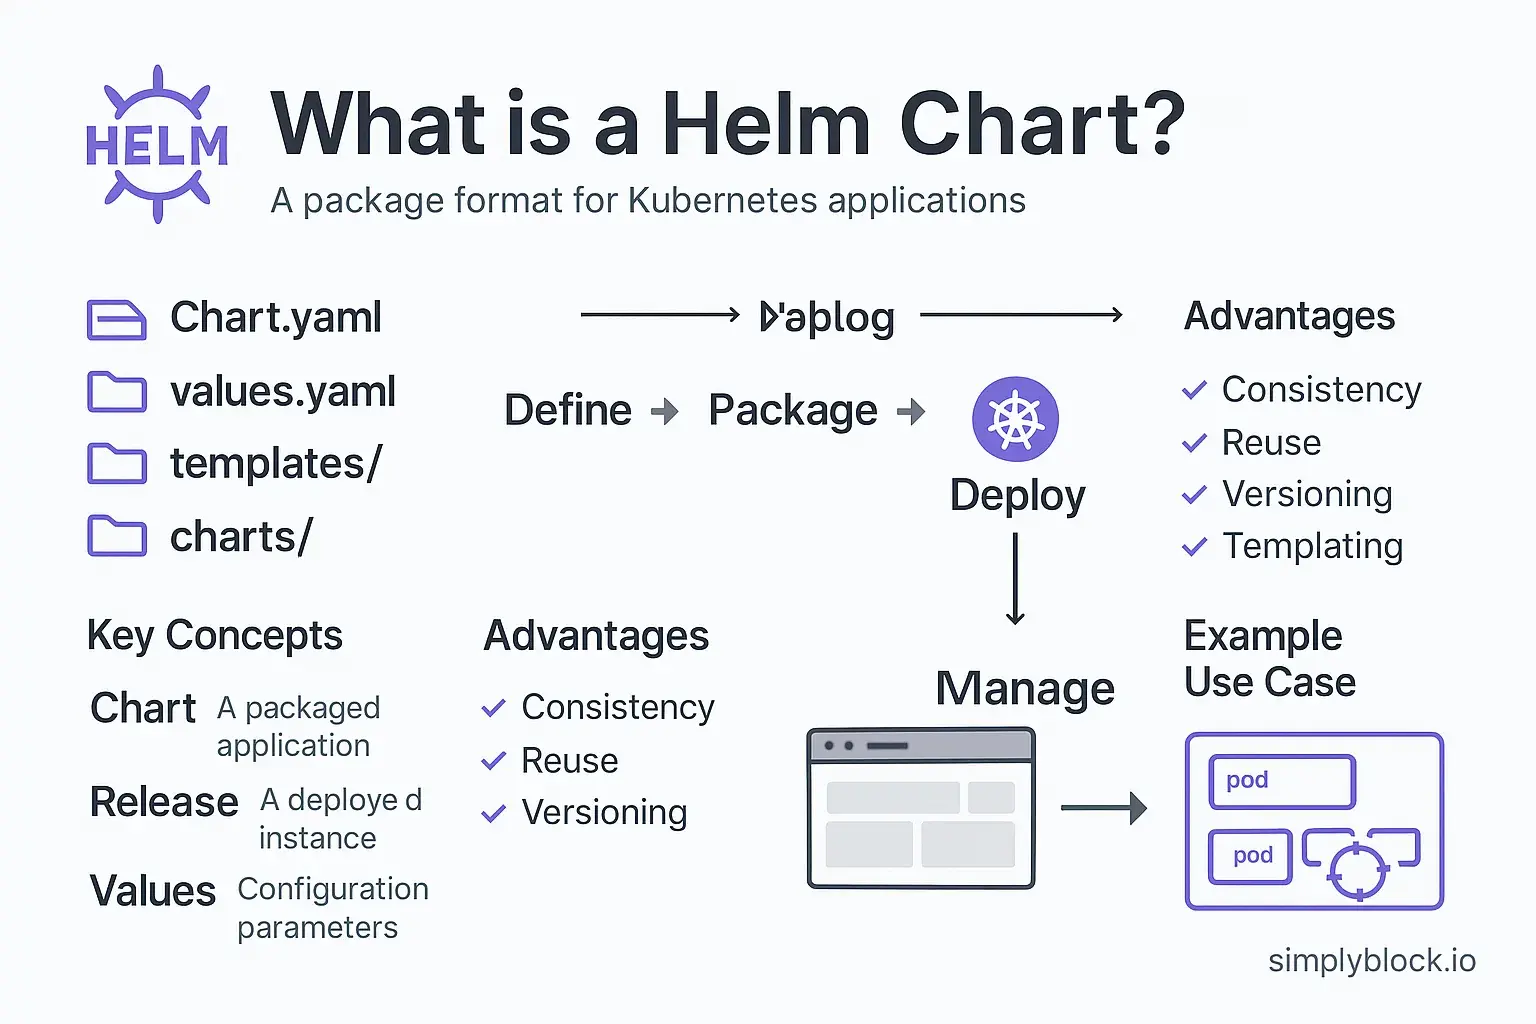 HELM
What is a Helm Chart?
A package format for Kubernetes applications
Chart.yaml
values.yaml
templates/
charts/
Define
Package
Deploy
Manage
Advantages
Consistency
Reuse
Versioning
Templating
Key Concepts
Chart A packaged
application
Release A deploye d
instance
Values Configuration
parameters
Advantages
Consistency
Reuse
Versioning
Example
Use Case
pod
pod
simplyblock.io